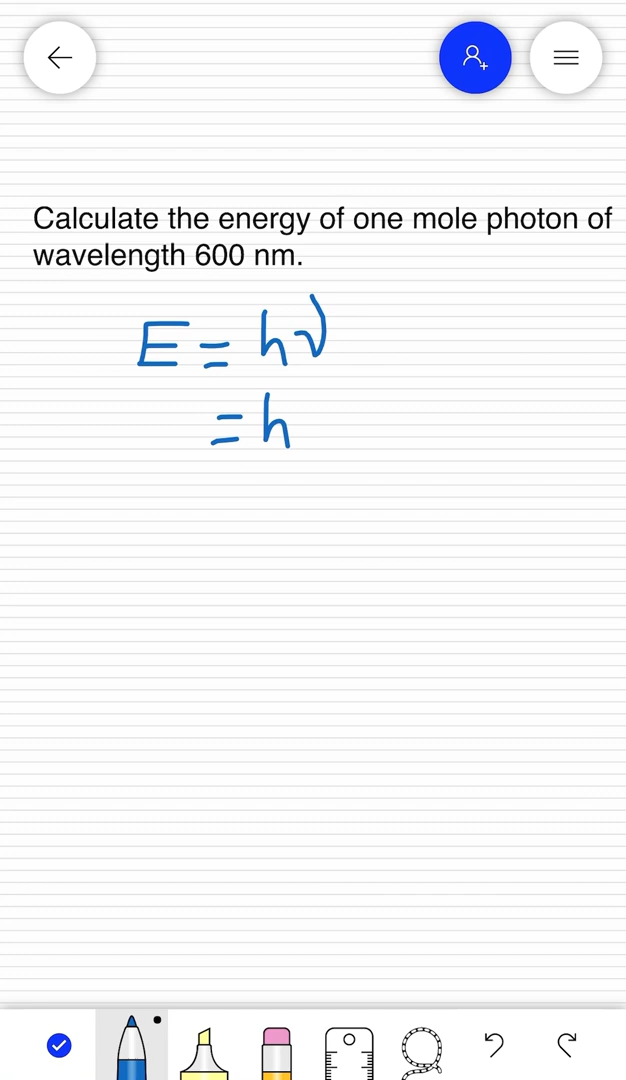 Calculate the energy of one mole photon of
wavelength 600 nm.
E = hν
= h